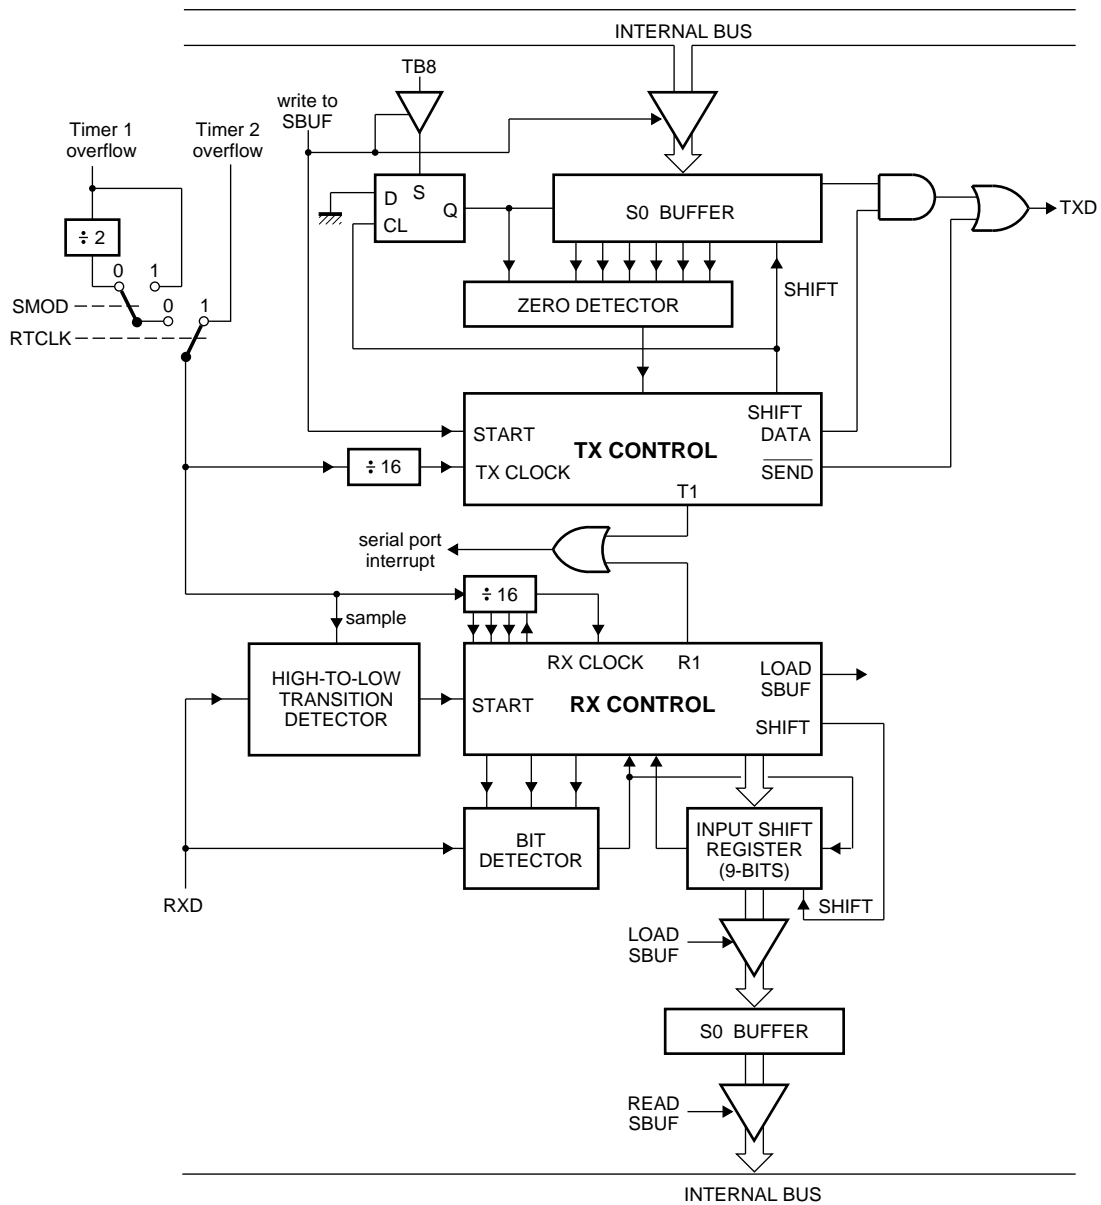 INTERNAL BUS
TB8
write to
SBUF
Timer 1
overflow
Timer 2
overflow
D
S
Q
CL
S0 BUFFER
TXD
÷ 2
0
1
SMOD
0
1
RTCLK
ZERO DETECTOR
SHIFT
START
TX CONTROL
SHIFT
DATA
÷ 16
TX CLOCK
SEND
T1
serial port
interrupt
÷ 16
sample
HIGH-TO-LOW
TRANSITION
DETECTOR
RX CLOCK
R1
LOAD
SBUF
START
RX CONTROL
SHIFT
BIT
DETECTOR
INPUT SHIFT
REGISTER
(9-BITS)
RXD
SHIFT
LOAD
SBUF
S0 BUFFER
READ
SBUF
INTERNAL BUS